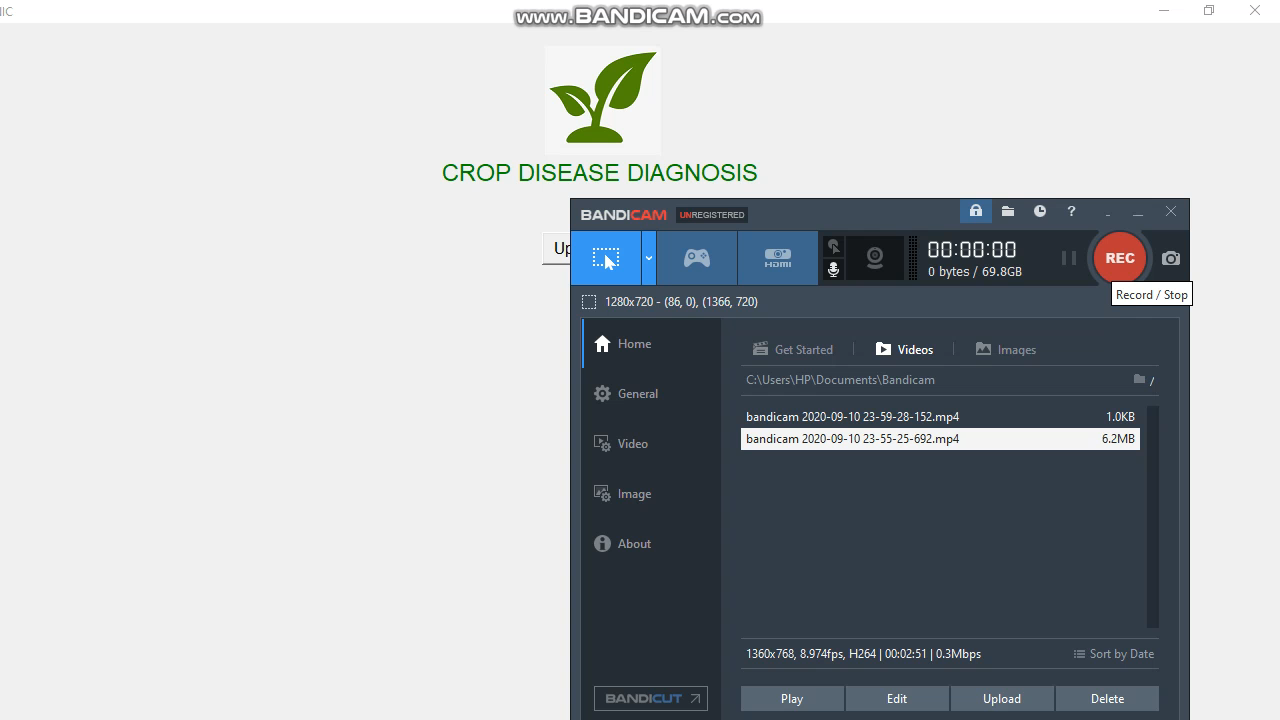 IC
www.BANDICAM.com
CROP DISEASE DIAGNOSIS
Up
BANDICAM UNREGISTERED
?
HDMI
00:00:00
0 bytes / 69.8GB
REC
Record / Stop
1280x720 - (86, 0), (1366, 720)
Home
General
Video
Image
About
BANDICUT
Get Started
Videos
Images
C:\Users\HP\Documents\Bandicam
/
bandicam 2020-09-10 23-59-28-152.mp4 1.0KB
bandicam 2020-09-10 23-55-25-692.mp4 6.2MB
1360x768, 8.974fps, H264 | 00:02:51 | 0.3Mbps
Sort by Date
Play
Edit
Upload
Delete